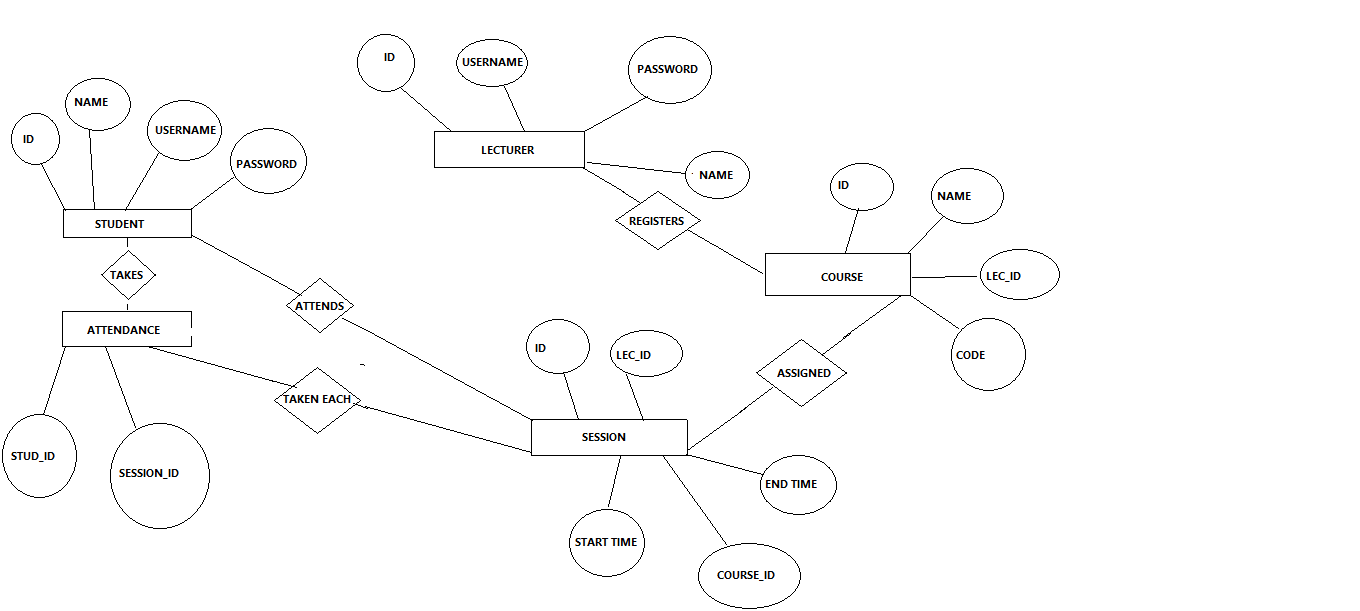 ID
USERNAME
PASSWORD
NAME
ID
USERNAME
PASSWORD
LECTURER
NAME
STUDENT
REGISTERS
ID
NAME
TAKES
COURSE
LEC_ID
ATTENDS
ATTENDANCE
CODE
ID
LEC_ID
ASSIGNED
TAKEN EACH
SESSION
STUD_ID
SESSION_ID
END TIME
START TIME
COURSE_ID